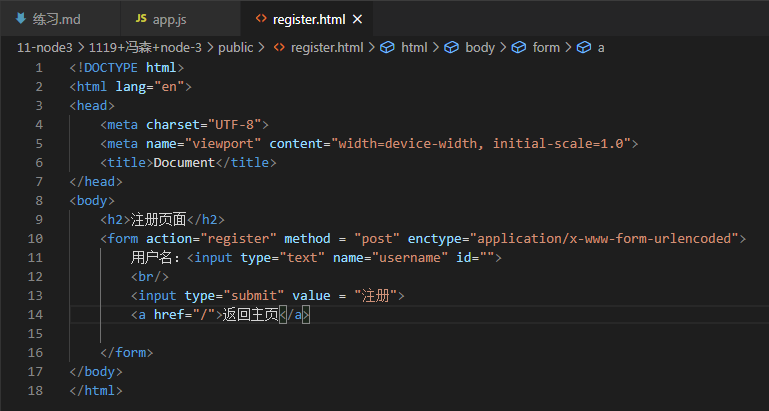 练习.md JS app.js <> register.html ×
11-node3 > 1119+冯森+node-3 > public > <> register.html > html > body > form > a
1 <!DOCTYPE html>
2 <html lang="en">
3 <head>
4 <meta charset="UTF-8">
5 <meta name="viewport" content="width=device-width, initial-scale=1.0">
6 <title>Document</title>
7 </head>
8 <body>
9 <h2>注册页面</h2>
10 <form action="register" method = "post" enctype="application/x-www-form-urlencoded">
11 用户名：<input type="text" name="username" id="">
12 <br/>
13 <input type="submit" value = "注册">
14 <a href="/">返回主页</a>
15
16 </form>
17 </body>
18 </html>